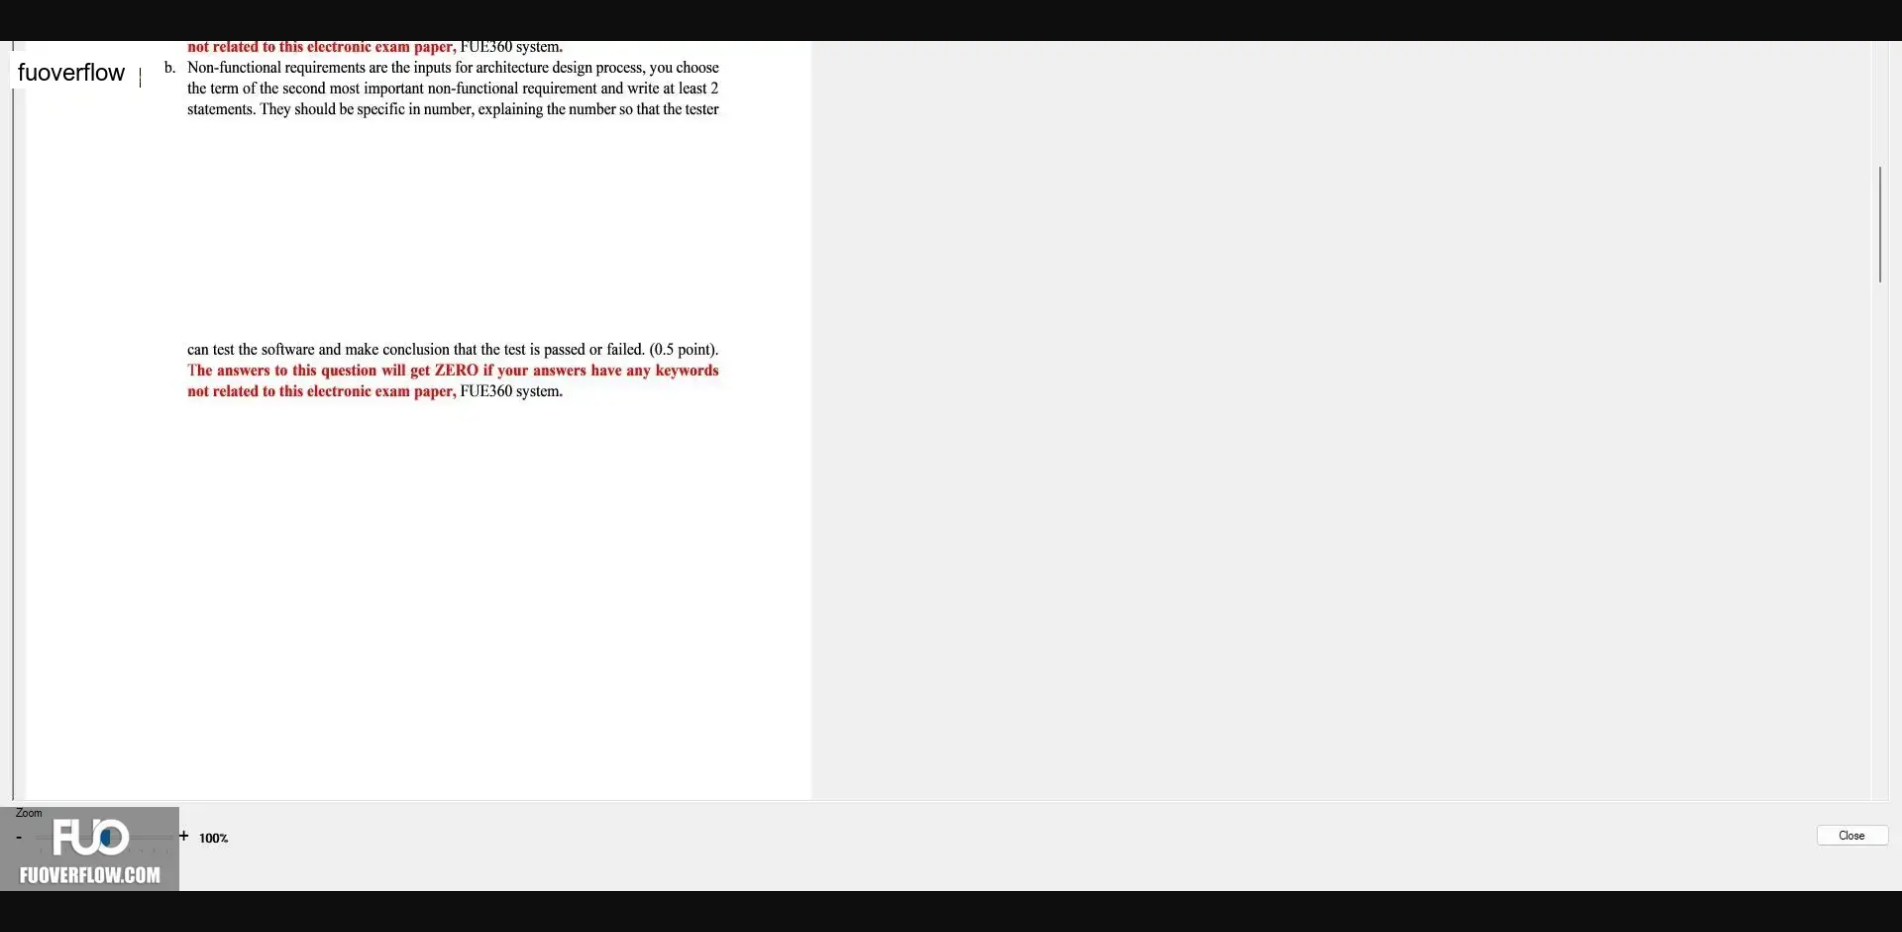 not related to this electronic exam paper, FUE360 system.
fuoverflow
b. Non-functional requirements are the inputs for architecture design process, you choose
the term of the second most important non-functional requirement and write at least 2
statements. They should be specific in number, explaining the number so that the tester
can test the software and make conclusion that the test is passed or failed. (0.5 point).
The answers to this question will get ZERO if your answers have any keywords
not related to this electronic exam paper, FUE360 system.
Zoom
- + 100%
Close
FUO
FUOVERFLOW.COM